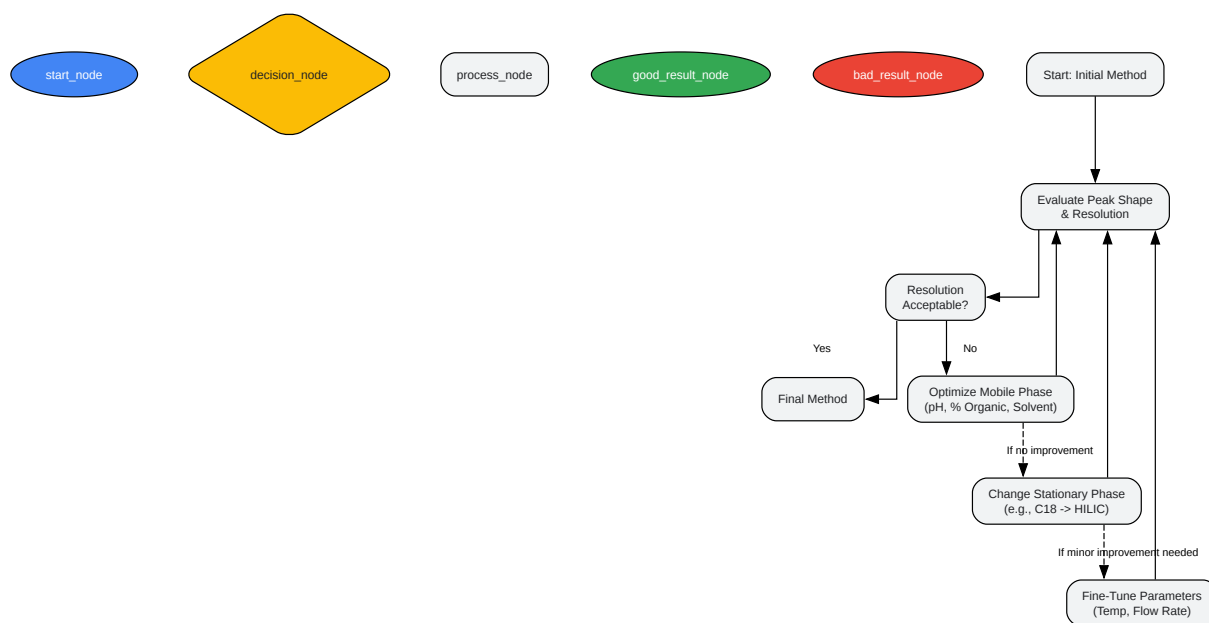 start_node
decision_node
process_node
good_result_node
bad_result_node
Start: Initial Method
Evaluate Peak Shape
& Resolution
Resolution
Acceptable?
Yes
No
Final Method
Optimize Mobile Phase
(pH, % Organic, Solvent)
If no improvement
Change Stationary Phase
(e.g., C18 -> HILIC)
If minor improvement needed
Fine-Tune Parameters
(Temp, Flow Rate)